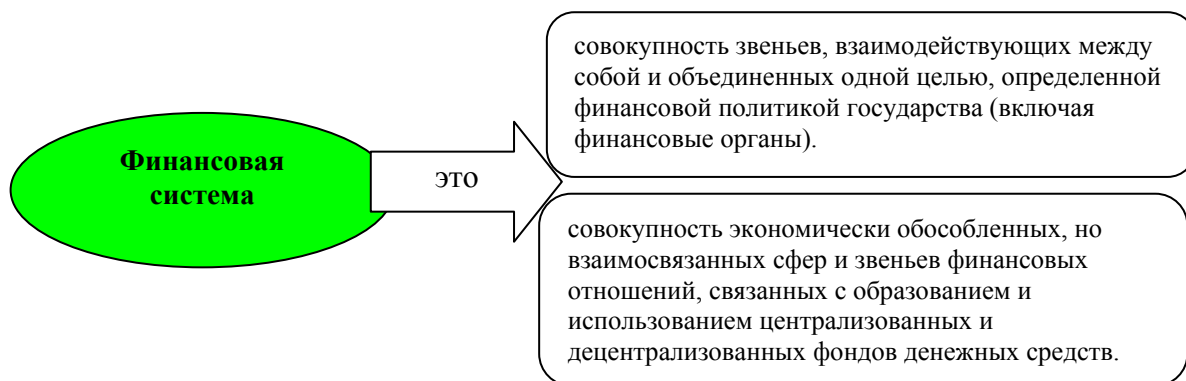 Финансовая
система
это
совокупность звеньев, взаимодействующих между
собой и объединенных одной целью, определенной
финансовой политикой государства (включая
финансовые органы).
совокупность экономически обособленных, но
взаимосвязанных сфер и звеньев финансовых
отношений, связанных с образованием и
использованием централизованных и
децентрализованных фондов денежных средств.